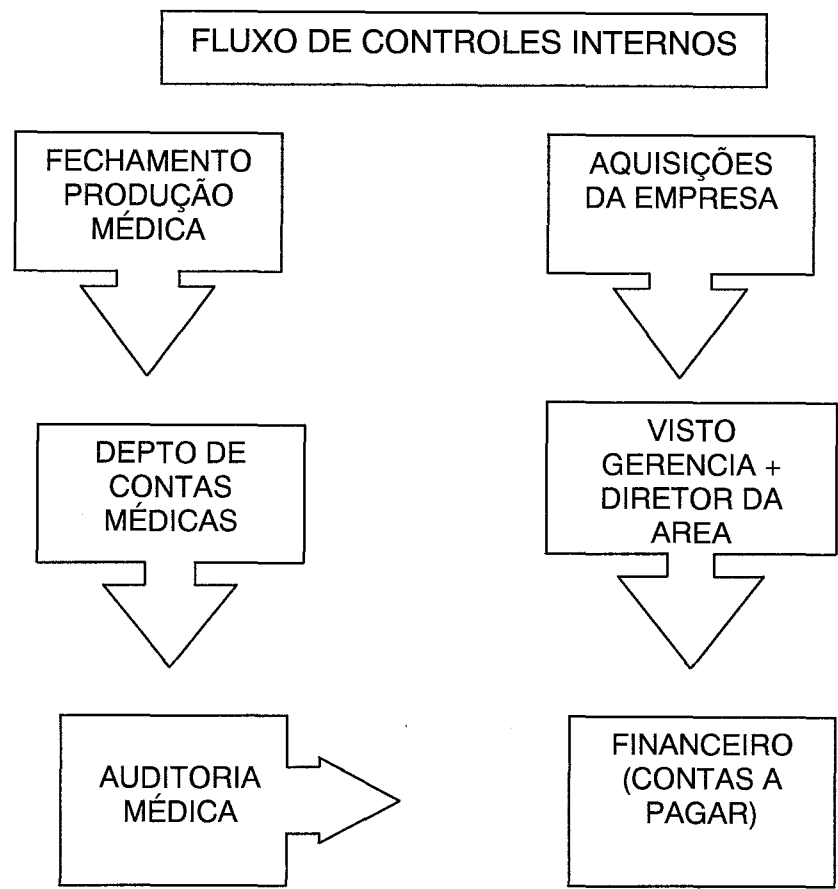 FLUXO DE CONTROLES INTERNOS
FECHAMENTO
PRODUÇÃO
MÉDICA
AQUISIÇÕES
DA EMPRESA
DEPTO DE
CONTAS
MÉDICAS
VISTO
GERENCIA +
DIRETOR DA
AREA
AUDITORIA
MÉDICA
FINANCEIRO
(CONTAS A
PAGAR)